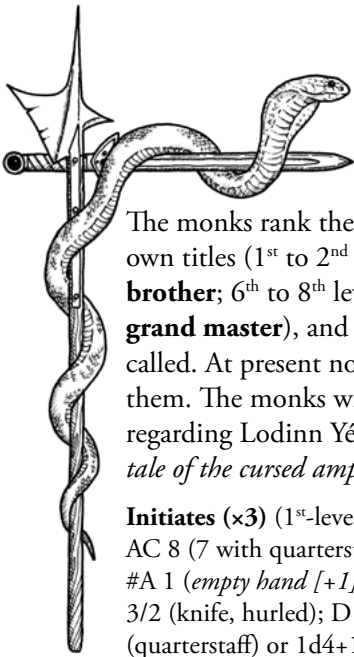 The monks rank the
own titles (1st to 2nd
brother; 6th to 8th lev
grand master), and
called. At present no
them. The monks w
regarding Lodinn Yé
tale of the cursed amp
Initiates (×3) (1st-leve
AC 8 (7 with quarterst
#A 1 (empty hand [+1]
3/2 (knife, hurled); D
(quarterstaff) or 1d4+1